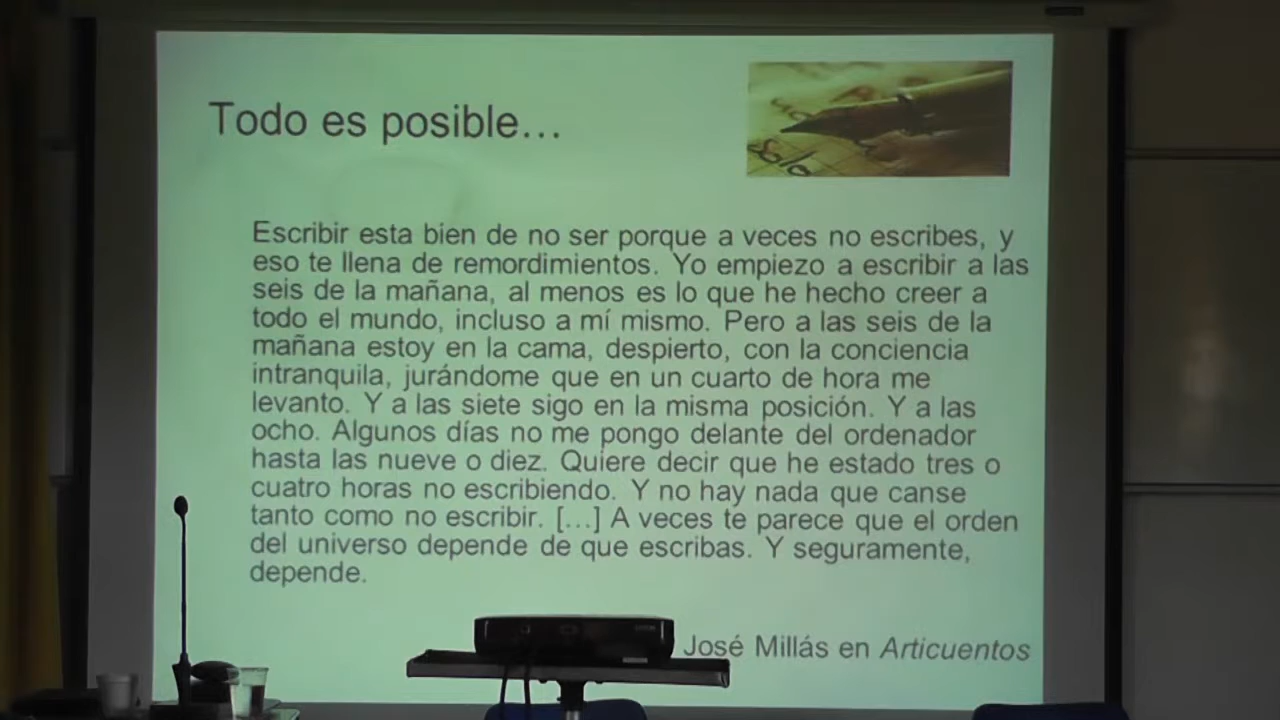 Todo es posible...
Escribir esta bien de no ser porque a veces no escribes, y
eso te llena de remordimientos. Yo empiezo a escribir a las
seis de la mañana, al menos es lo que he hecho creer a
todo el mundo, incluso a mí mismo. Pero a las seis de la
mañana estoy en la cama, despierto, con la conciencia
intranquila, jurándome que en un cuarto de hora me
levanto. Y a las siete sigo en la misma posición. Y a las
ocho. Algunos días no me pongo delante del ordenador
hasta las nueve o diez. Quiere decir que he estado tres o
cuatro horas no escribiendo. Y no hay nada que canse
tanto como no escribir. [...] A veces te parece que el orden
del universo depende de que escribas. Y seguramente,
depende.
José Millás en Articuentos